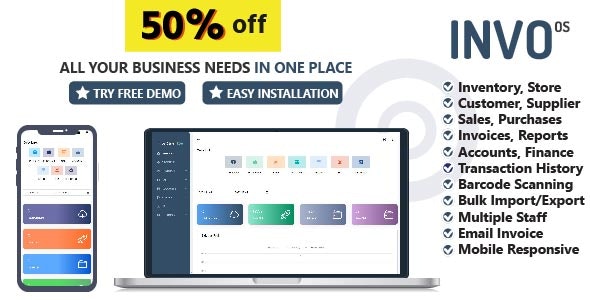 50% off
ALL YOUR BUSINESS NEEDS IN ONE PLACE
TRY FREE DEMO
EASY INSTALLATION
INVO OS
Inventory, Store
Customer, Supplier
Sales, Purchases
Invoices, Reports
Accounts, Finance
Transaction History
Barcode Scanning
Bulk Import/Export
Multiple Staff
Email Invoice
Mobile Responsive